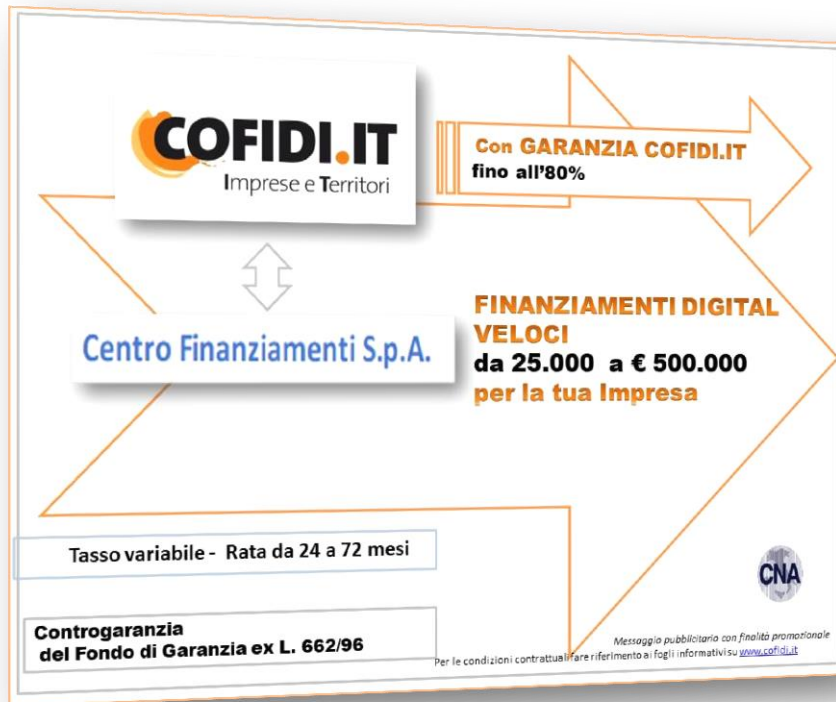 COFIDI.IT
Imprese e Territori
Con GARANZIA COFIDI.IT
fino all'80%
Centro Finanziamenti S.p.A.
FINANZIAMENTI DIGITAL
VELOCI
da 25.000 a € 500.000
per la tua Impresa
Tasso variabile - Rata da 24 a 72 mesi
CNA
Controgaranzia
del Fondo di Garanzia ex L. 662/96
Messaggio pubblicitario con finalità promozionale
Per le condizioni contrattuali fare riferimento ai fogli informativi su www.cofidi.it